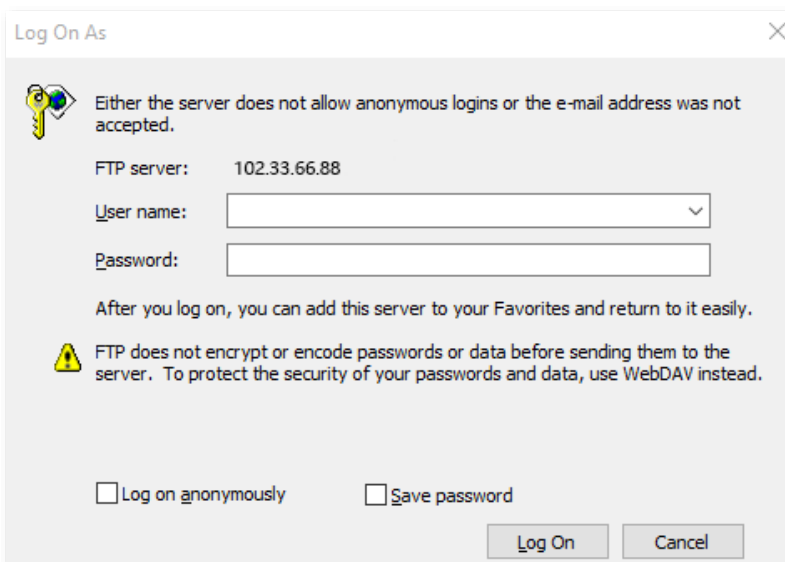 Log On As
Either the server does not allow anonymous logins or the e-mail address was not
accepted.
FTP server: 102.33.66.88
User name:
Password:
After you log on, you can add this server to your Favorites and return to it easily.
FTP does not encrypt or encode passwords or data before sending them to the
server. To protect the security of your passwords and data, use WebDAV instead.
Log on anonymously Save password
Log On Cancel